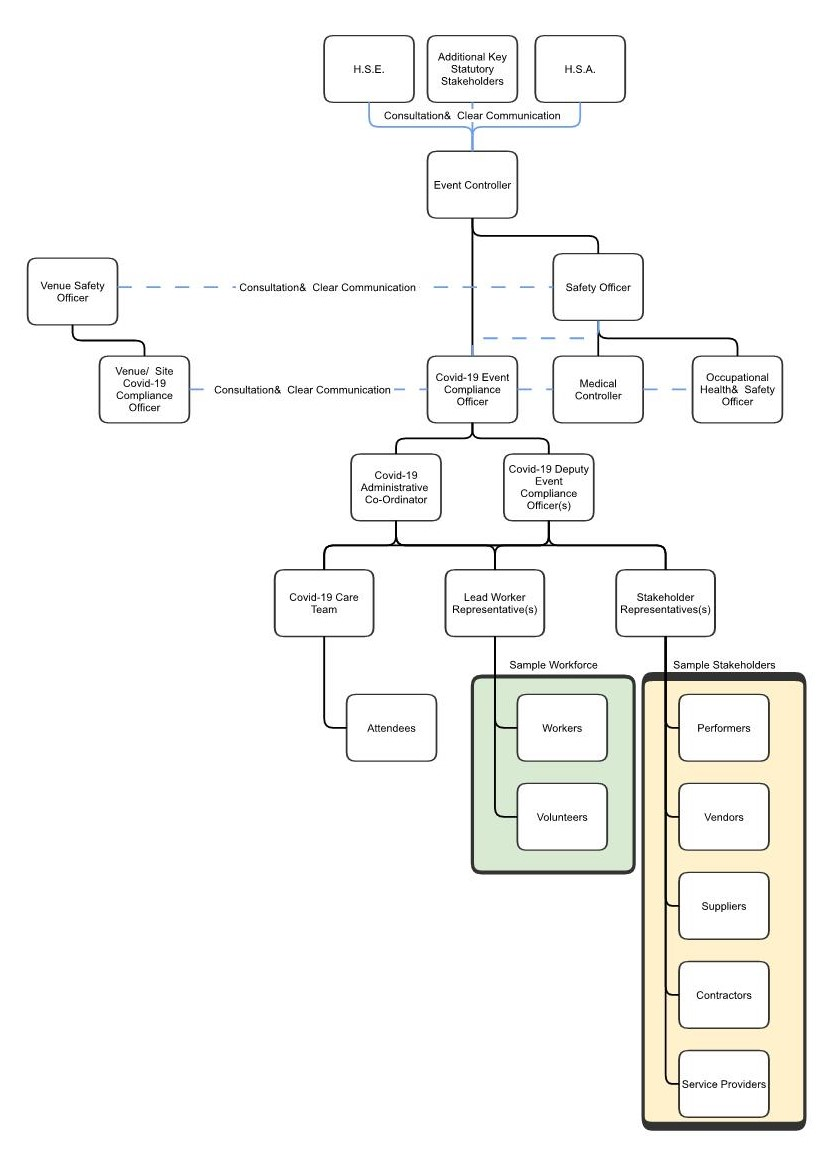 H.S.E.
Additional Key
Statutory
Stakeholders
H.S.A.
Consultation& Clear Communication
Event Controller
Venue Safety
Officer
Consultation& Clear Communication
Safety Officer
Venue/ Site
Covid-19
Compliance
Officer
Consultation& Clear Communication
Covid-19 Event
Compliance
Officer
Medical
Controller
Occupational
Health& Safety
Officer
Covid-19
Administrative
Co-Ordinator
Covid-19 Deputy
Event
Compliance
Officer(s)
Covid-19 Care
Team
Lead Worker
Representative(s)
Stakeholder
Representatives(s)
Sample Workforce
Sample Stakeholders
Attendees
Workers
Performers
Volunteers
Vendors
Suppliers
Contractors
Service Providers